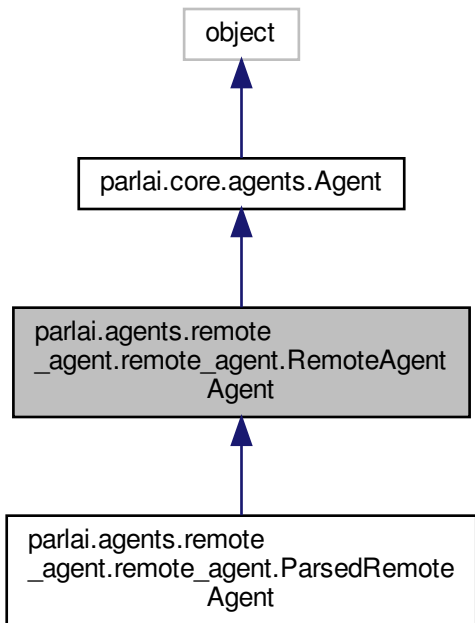 object
parlai.core.agents.Agent
parlai.agents.remote
_agent.remote_agent.RemoteAgent
Agent
parlai.agents.remote
_agent.remote_agent.ParsedRemote
Agent